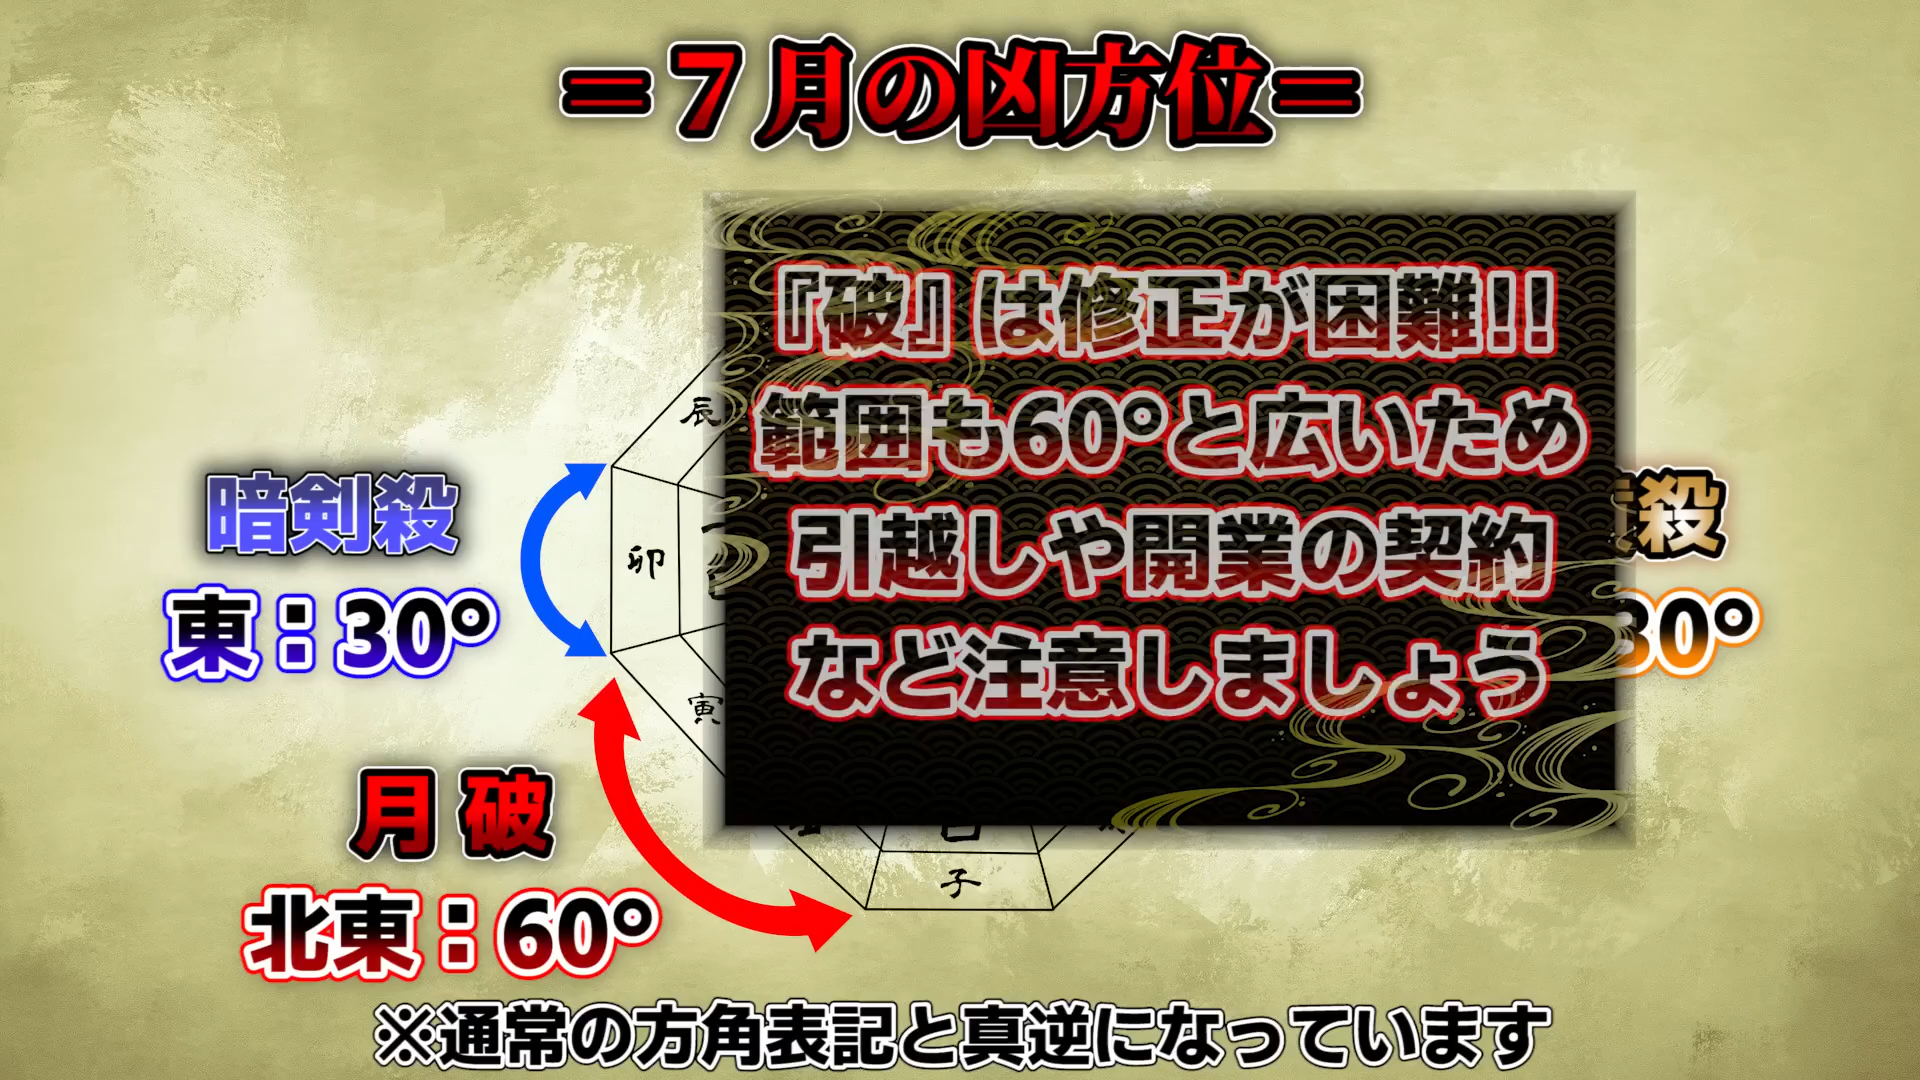 ＝７月の凶方位＝
『破』は修正が困難!!
範囲も60°と広いため
引越しや開業の契約
など注意しましょう
暗剣殺
東：30°
辰
卯
寅
子
殺
30°
月破
北東：60°
※通常の方角表記と真逆になっています